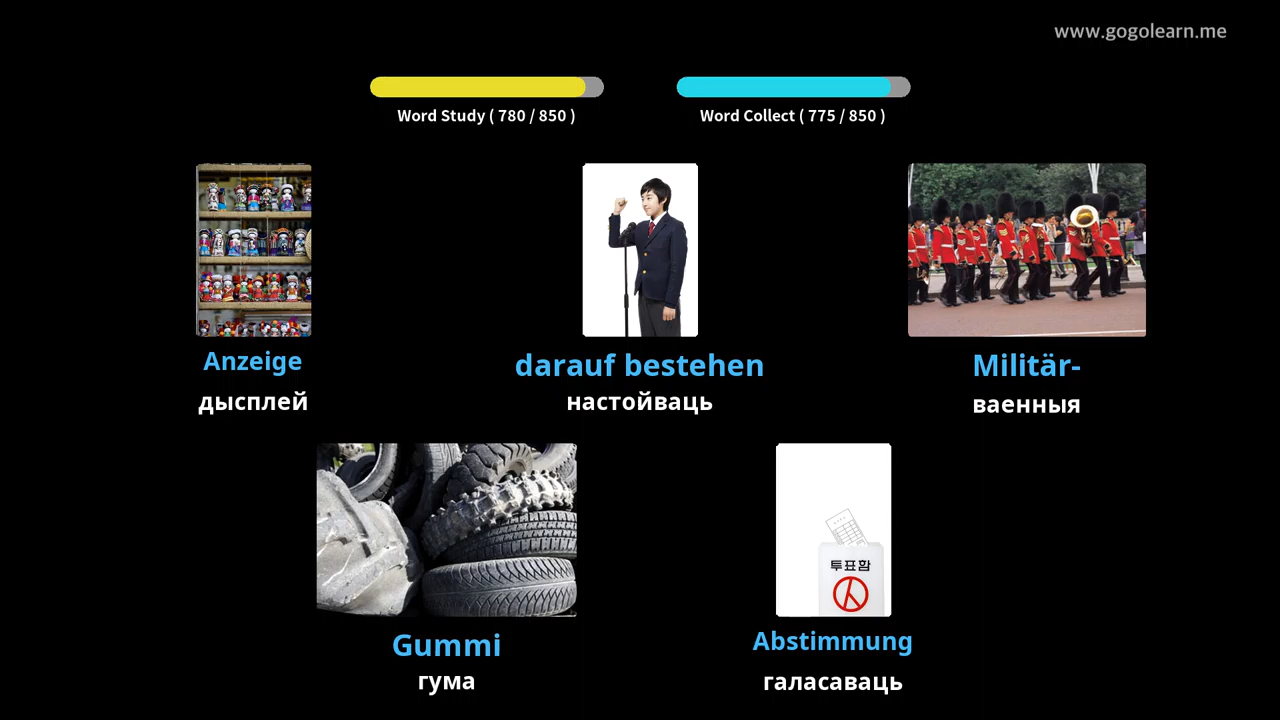 www.gogolearn.me
Word Study ( 780 / 850 )
Word Collect ( 775 / 850 )
Anzeige
дысплей
darauf bestehen
настойваць
Militär-
ваенныя
Gummi
гума
투표함
Abstimmung
галасаваць